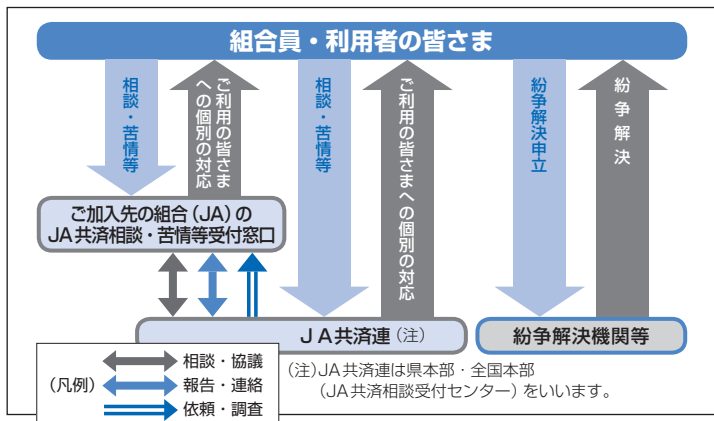 組合員・利用者の皆さま
相談・苦情等
ご利用の皆さま
への個別の対応
相談・苦情等
ご利用の皆さまへの個別の対応
紛争解決申立
紛争解決
ご加入先の組合(JA)の
JA共済相談・苦情等受付窓口
JA共済連(注)
紛争解決機関等
(凡例)
相談・協議
報告・連絡
依頼・調査
(注)JA共済連は県本部・全国本部
(JA共済相談受付センター)をいいます。